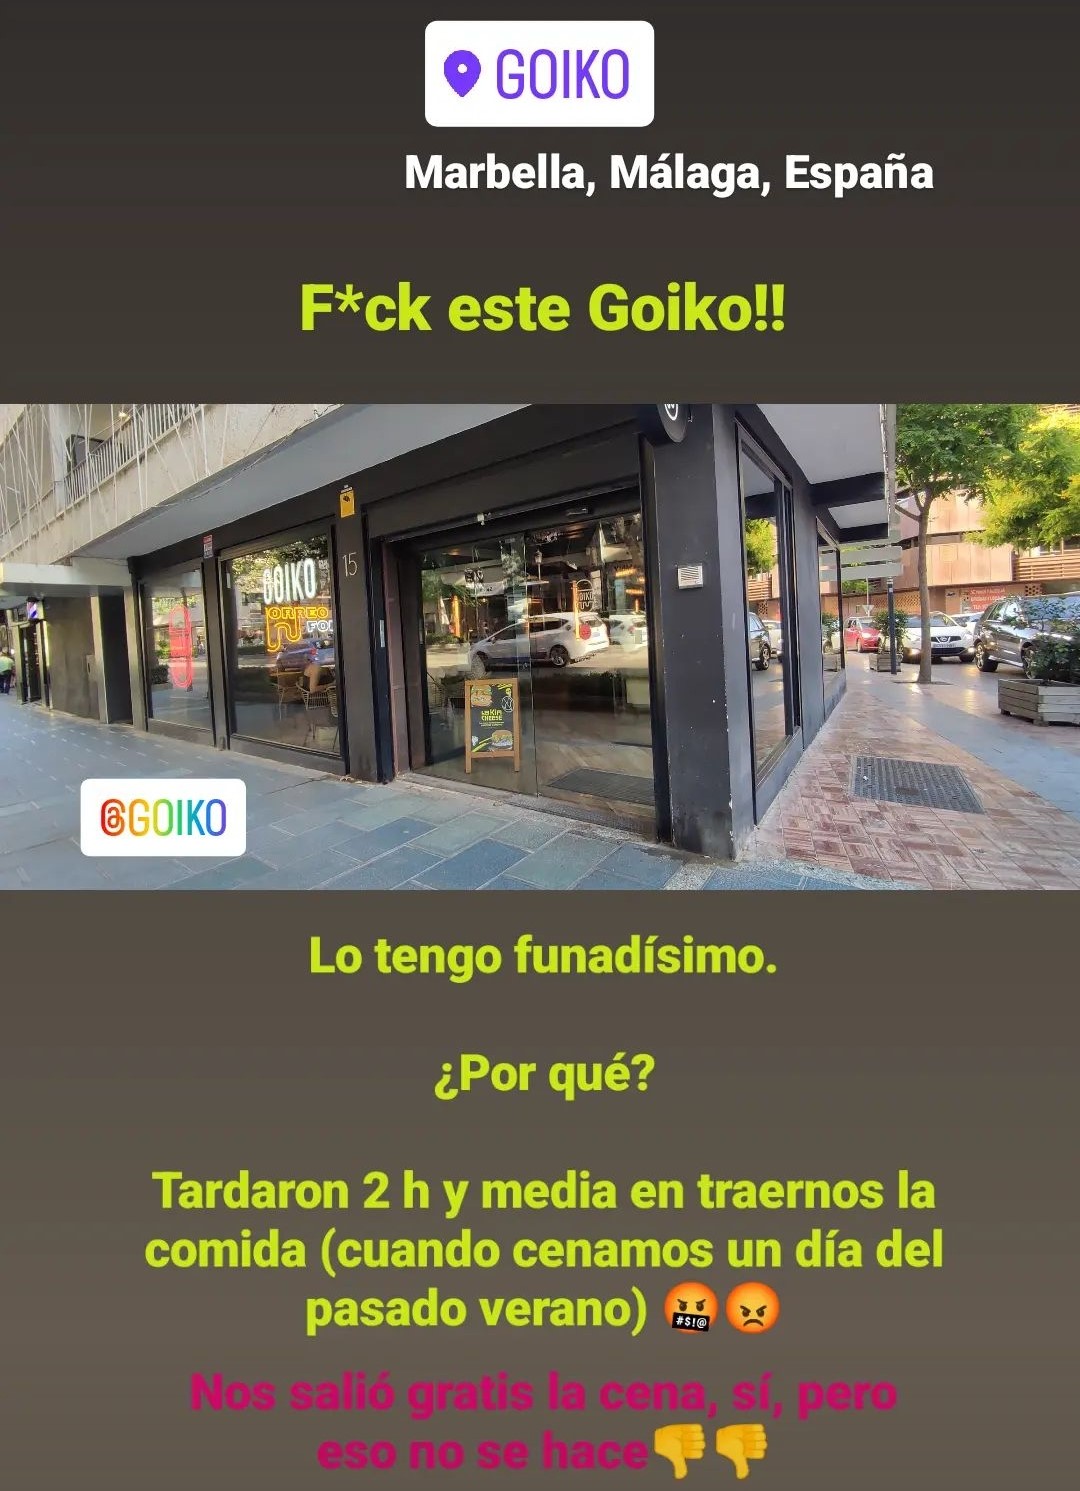 GOIKO
Marbella, Málaga, España
F*ck este Goiko!!
15
GOIKO
@GOIKO
Lo tengo funadísimo.
¿Por qué?
Tardaron 2 h y media en traernos la
comida (cuando cenamos un día del
pasado verano) 🤬😡
Nos salió gratis la cena, sí, pero
eso no se hace👎👎